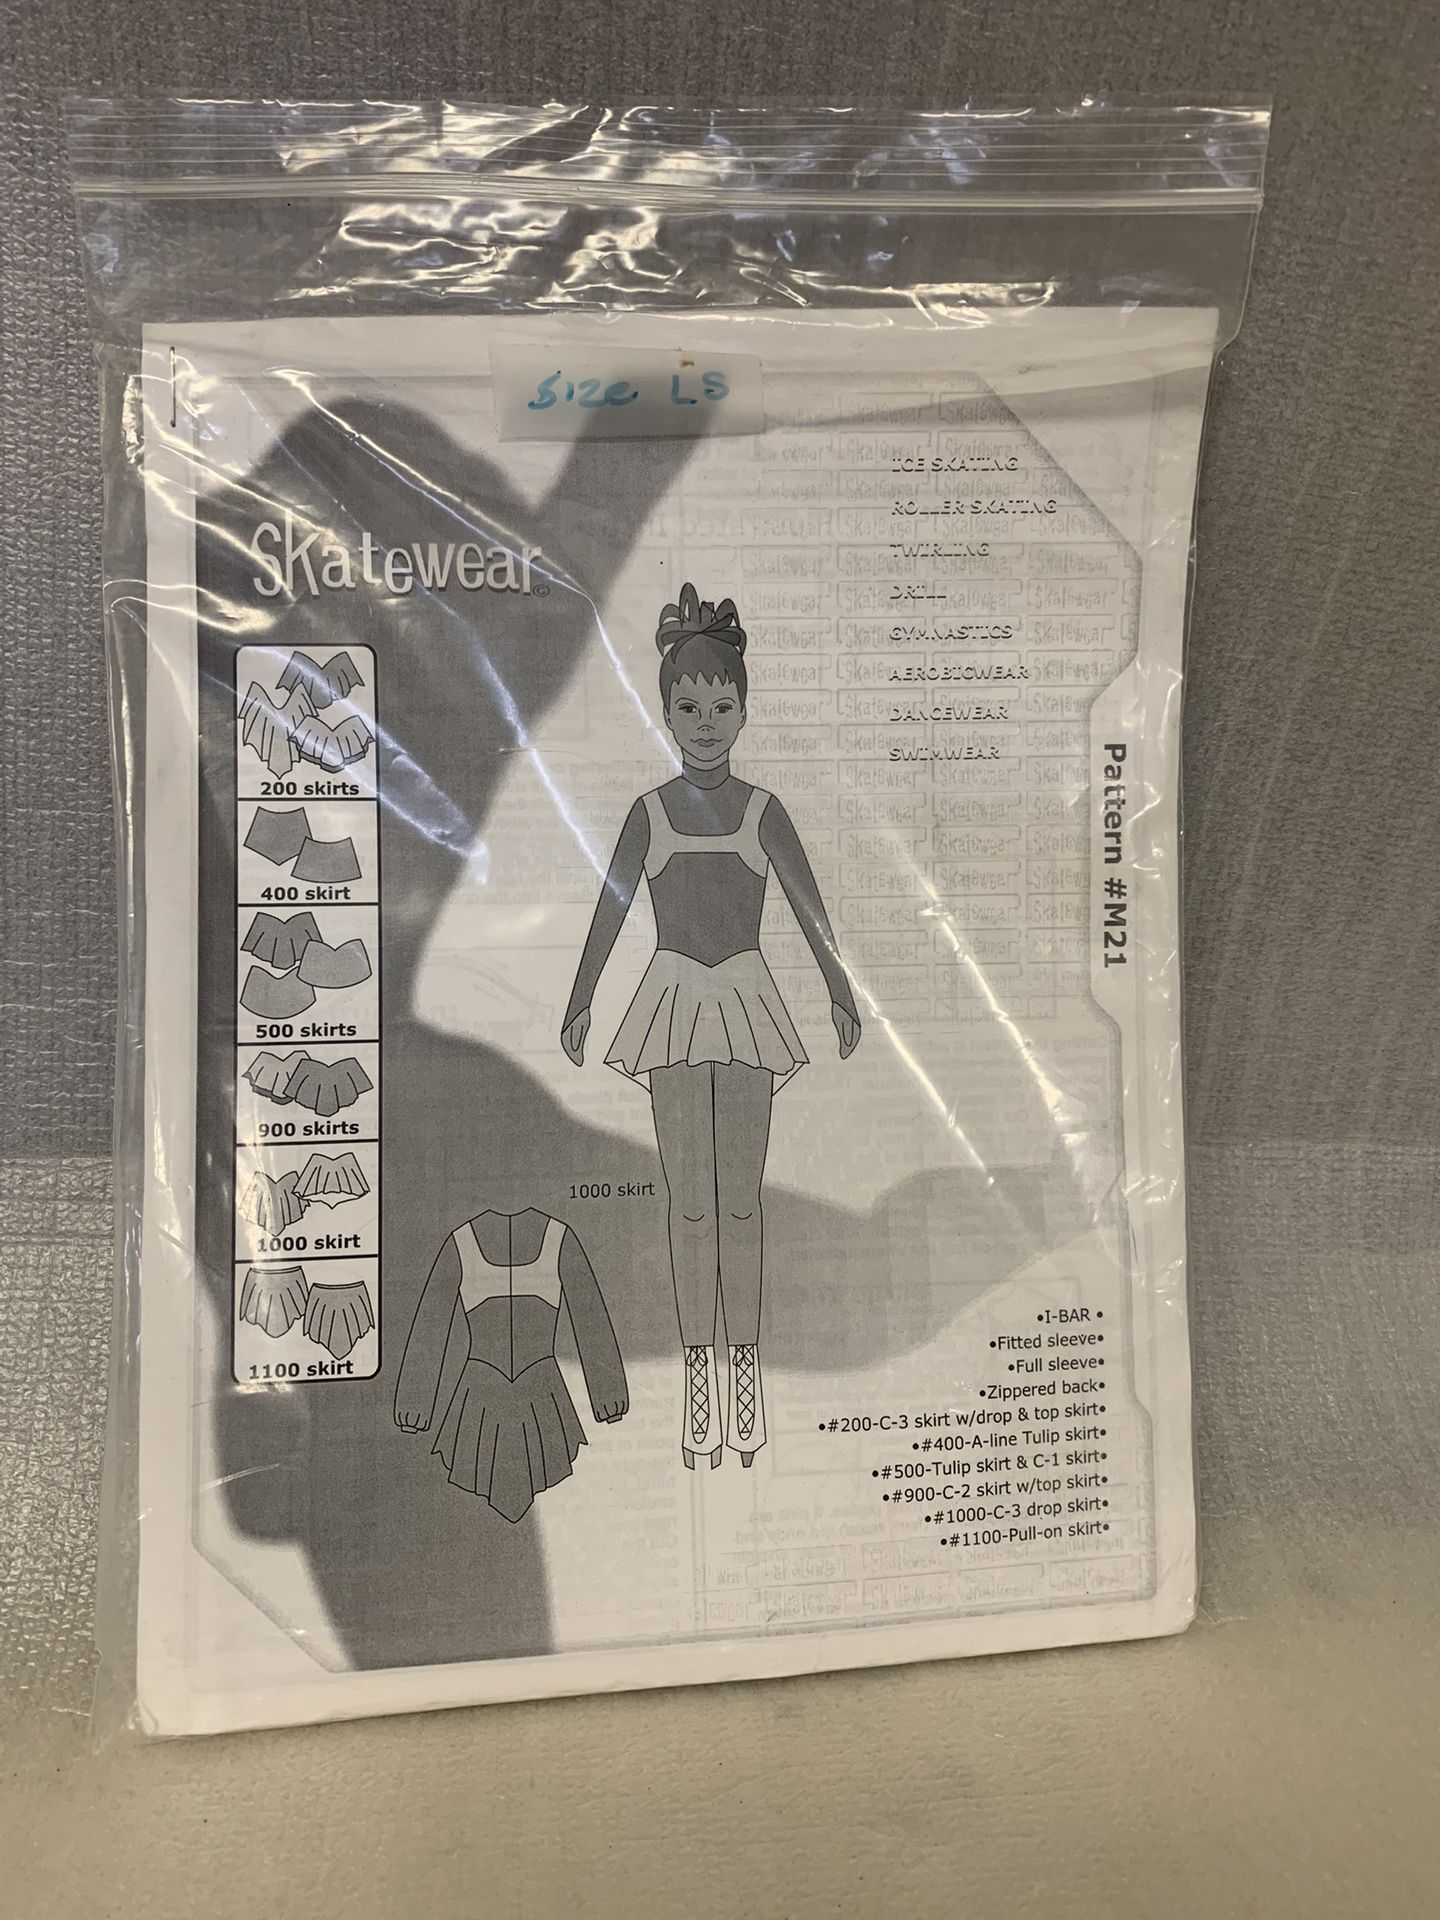 Size LS
Skatewear©
ICE SKATING
ROLLER SKATING
TWIRLING
DRILL
GYMNASTICS
AEROBICWEAR
DANCEWEAR
SWIMWEAR
Pattern #M21
200 skirts
400 skirt
500 skirts
900 skirts
1000 skirt
1100 skirt
1000 skirt
•I-BAR •
•Fitted sleeve•
•Full sleeve•
•Zippered back•
•#200-C-3 skirt w/drop & top skirt•
•#400-A-line Tulip skirt•
•#500-Tulip skirt & C-1 skirt•
•#900-C-2 skirt w/top skirt•
•#1000-C-3 drop skirt•
•#1100-Pull-on skirt•